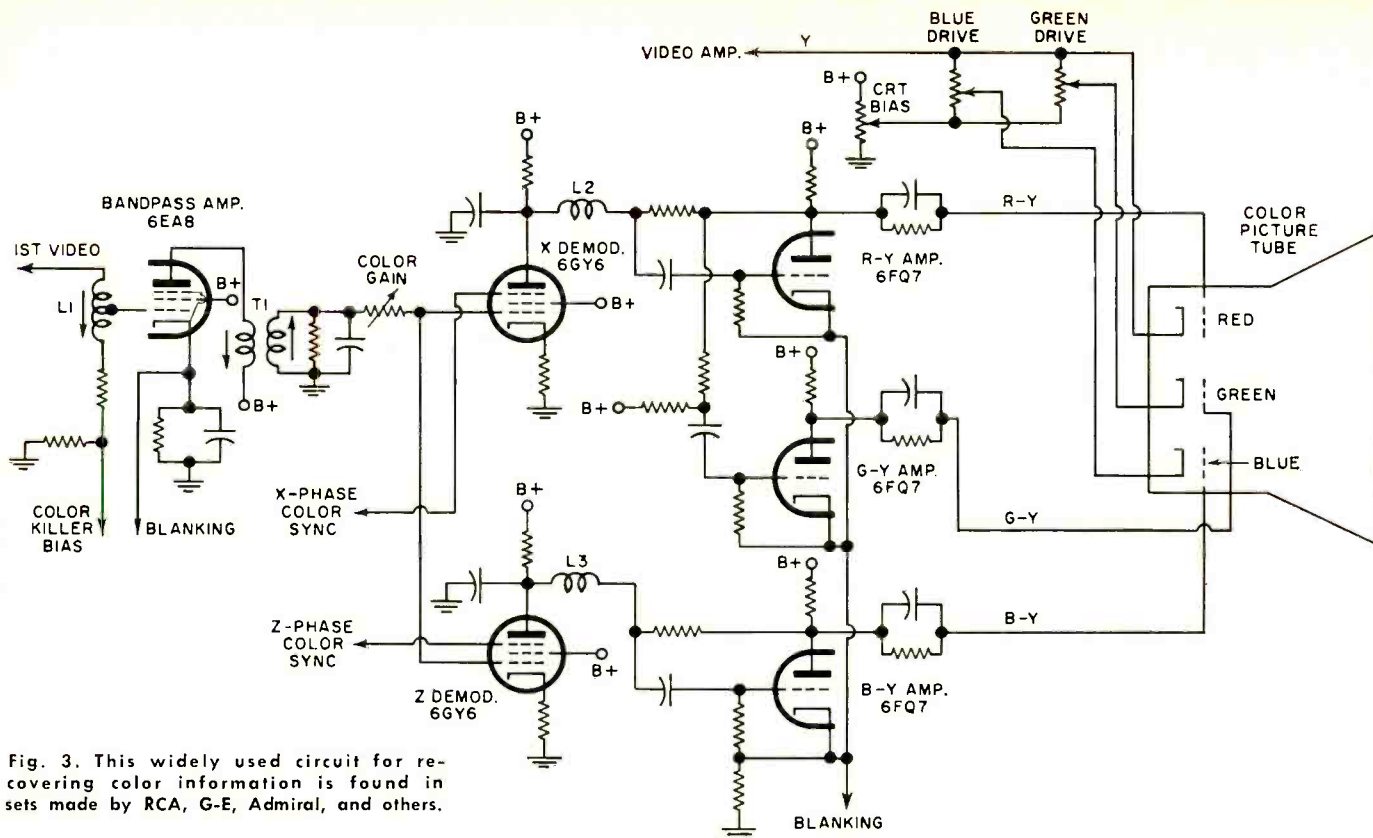 BLUE
DRIVE
GREEN
DRIVE
VIDEO AMP.
Y
B+
CRT
BIAS
B+
B+
BANDPASS AMP.
6EA8
1ST VIDEO
L1
B+
T1
COLOR
GAIN
L2
X DEMOD.
6GY6
B+
R-Y AMP.
6FQ7
R-Y
COLOR
PICTURE
TUBE
RED
B+
B+
B+
GREEN
G-Y AMP.
6FQ7
BLUE
X-PHASE
COLOR
SYNC
G-Y
COLOR
KILLER
BIAS
BLANKING
B+
L3
B+
Z-PHASE
COLOR
SYNC
B+
B-Y
Z DEMOD.
6GY6
B-Y AMP.
6FQ7
BLANKING
Fig. 3. This widely used circuit for re-
covering color information is found in
sets made by RCA, G-E, Admiral, and others.